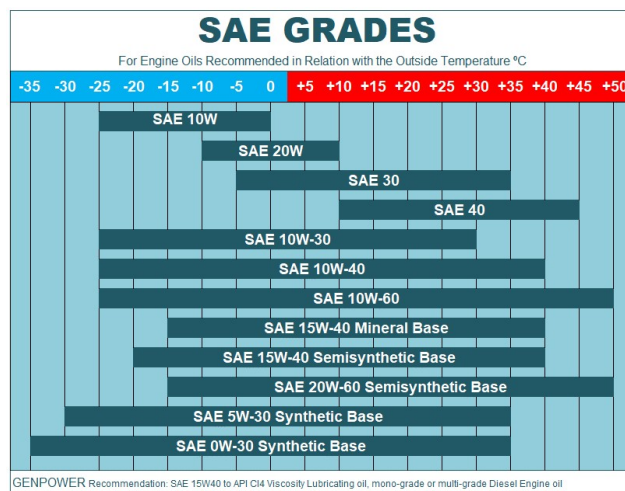 SAE GRADES
For Engine Oils Recommended in Relation with the Outside Temperature ºC
-35 -30 -25 -20 -15 -10 -5 0 +5 +10 +15 +20 +25 +30 +35 +40 +45 +50
SAE 10W
SAE 20W
SAE 30
SAE 40
SAE 10W-30
SAE 10W-40
SAE 10W-60
SAE 15W-40 Mineral Base
SAE 15W-40 Semisynthetic Base
SAE 20W-60 Semisynthetic Base
SAE 5W-30 Synthetic Base
SAE 0W-30 Synthetic Base
GENPOWER Recommendation: SAE 15W40 to API CI4 Viscosity Lubricating oil, mono-grade or multi-grade Diesel Engine oil